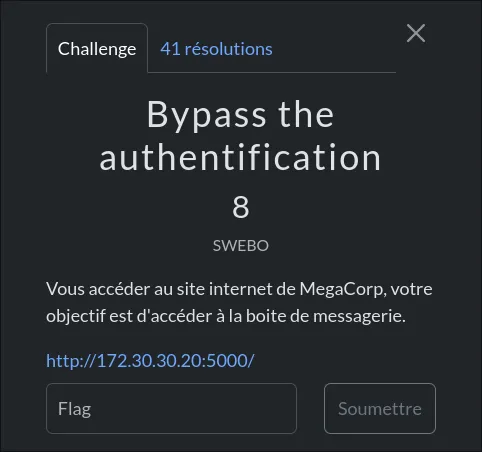 Challenge
41 résolutions
Bypass the
authentification
8
SWEBO
Vous accéder au site internet de MegaCorp, votre
objectif est d'accéder à la boite de messagerie.
http://172.30.30.20:5000/
Flag
Soumettre